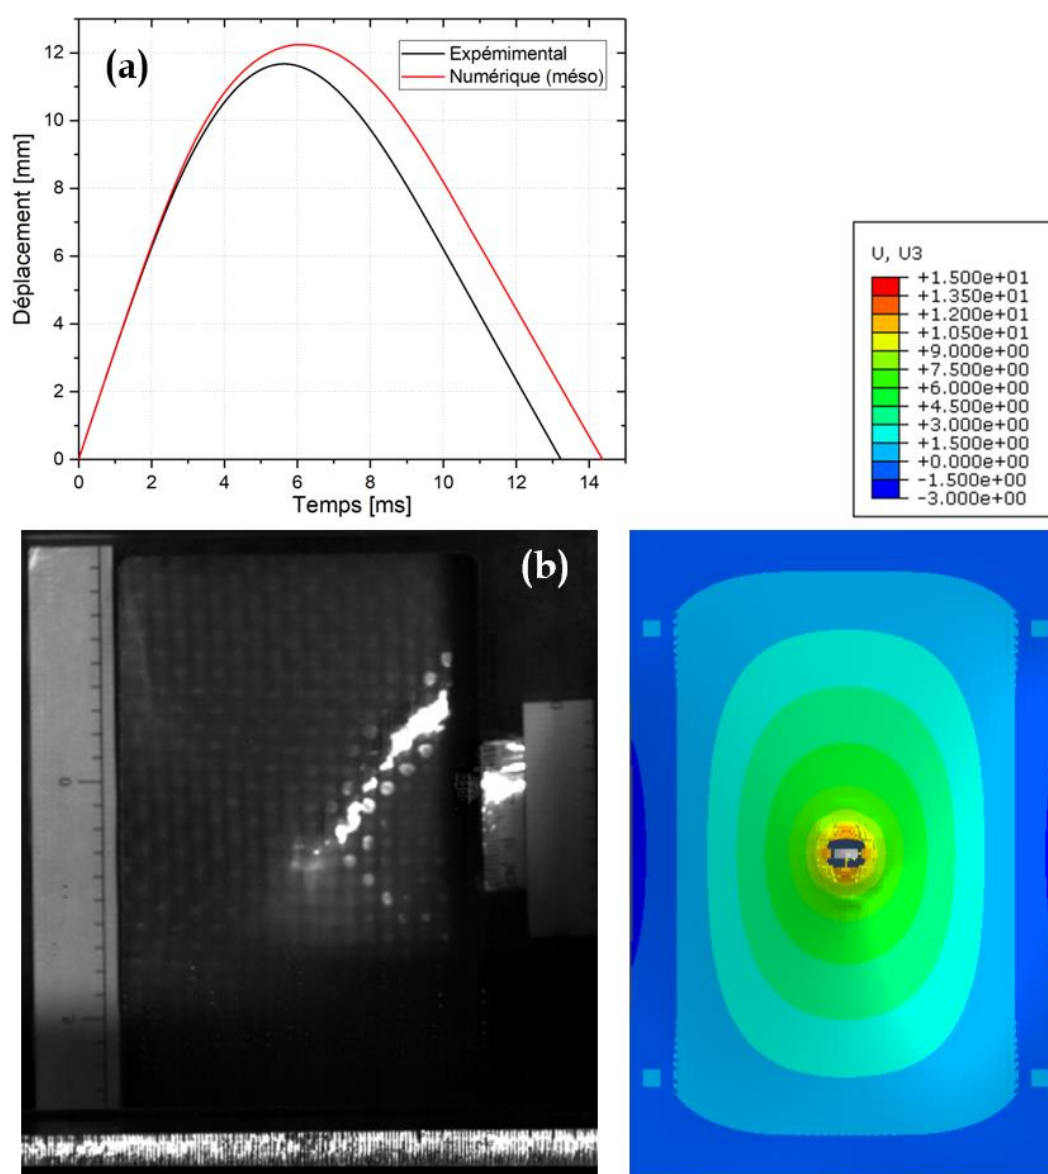 (a)
Expémimental
Numérique (méso)
Déplacement [mm]
12
10
8
6
4
2
0
0
2
4
6
8
10
12
14
Temps [ms]
U, U3
+1.500e+01
+1.350e+01
+1.200e+01
+1.050e+01
+9.000e+00
+7.500e+00
+6.000e+00
+4.500e+00
+3.000e+00
+1.500e+00
+0.000e+00
-1.500e+00
-3.000e+00
(b)